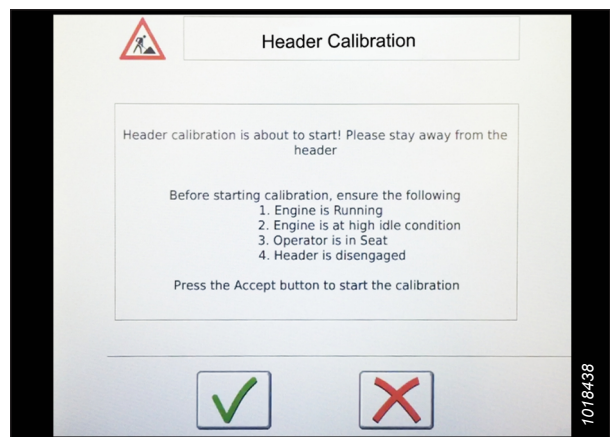 Header Calibration
Header calibration is about to start! Please stay away from the
header
Before starting calibration, ensure the following
1. Engine is Running
2. Engine is at high idle condition
3. Operator is in Seat
4. Header is disengaged
Press the Accept button to start the calibration
1018438